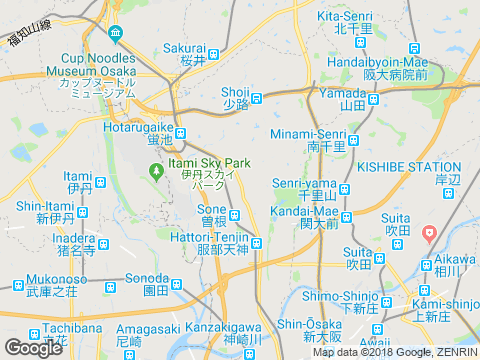 福知山線
Cup Noodles
Museum Osaka
カップヌードル
ミュージアム
Sakurai
桜井
Kita-Senri
北千里
Handaibyoin-Mae
阪大病院前
Shoji
少路
Yamada
山田
Hotarugaike
蛍池
Minami-Senri
南千里
Itami Sky Park
伊丹スカイ
パーク
KISHIBE STATION
岸辺
Itami
伊丹
Senri-yama
千里山
Shin-Itami
新伊丹
Sone
曽根
Kandai-Mae
関大前
Suita
吹田
Inadera
猪名寺
Hattori-Tenjin
服部天神
Suita
吹田
Aikawa
相川
Mukonoso
武庫之荘
Sonoda
園田
Shimo-Shinjo
下新庄
Kami-shinjo
上新庄
Tachibana
立花
Amagasaki
尼崎
Kanzakigawa
神崎川
Shin-Ōsaka
新大阪
Awaji
Google
Map data ©2018 Google, ZENRIN